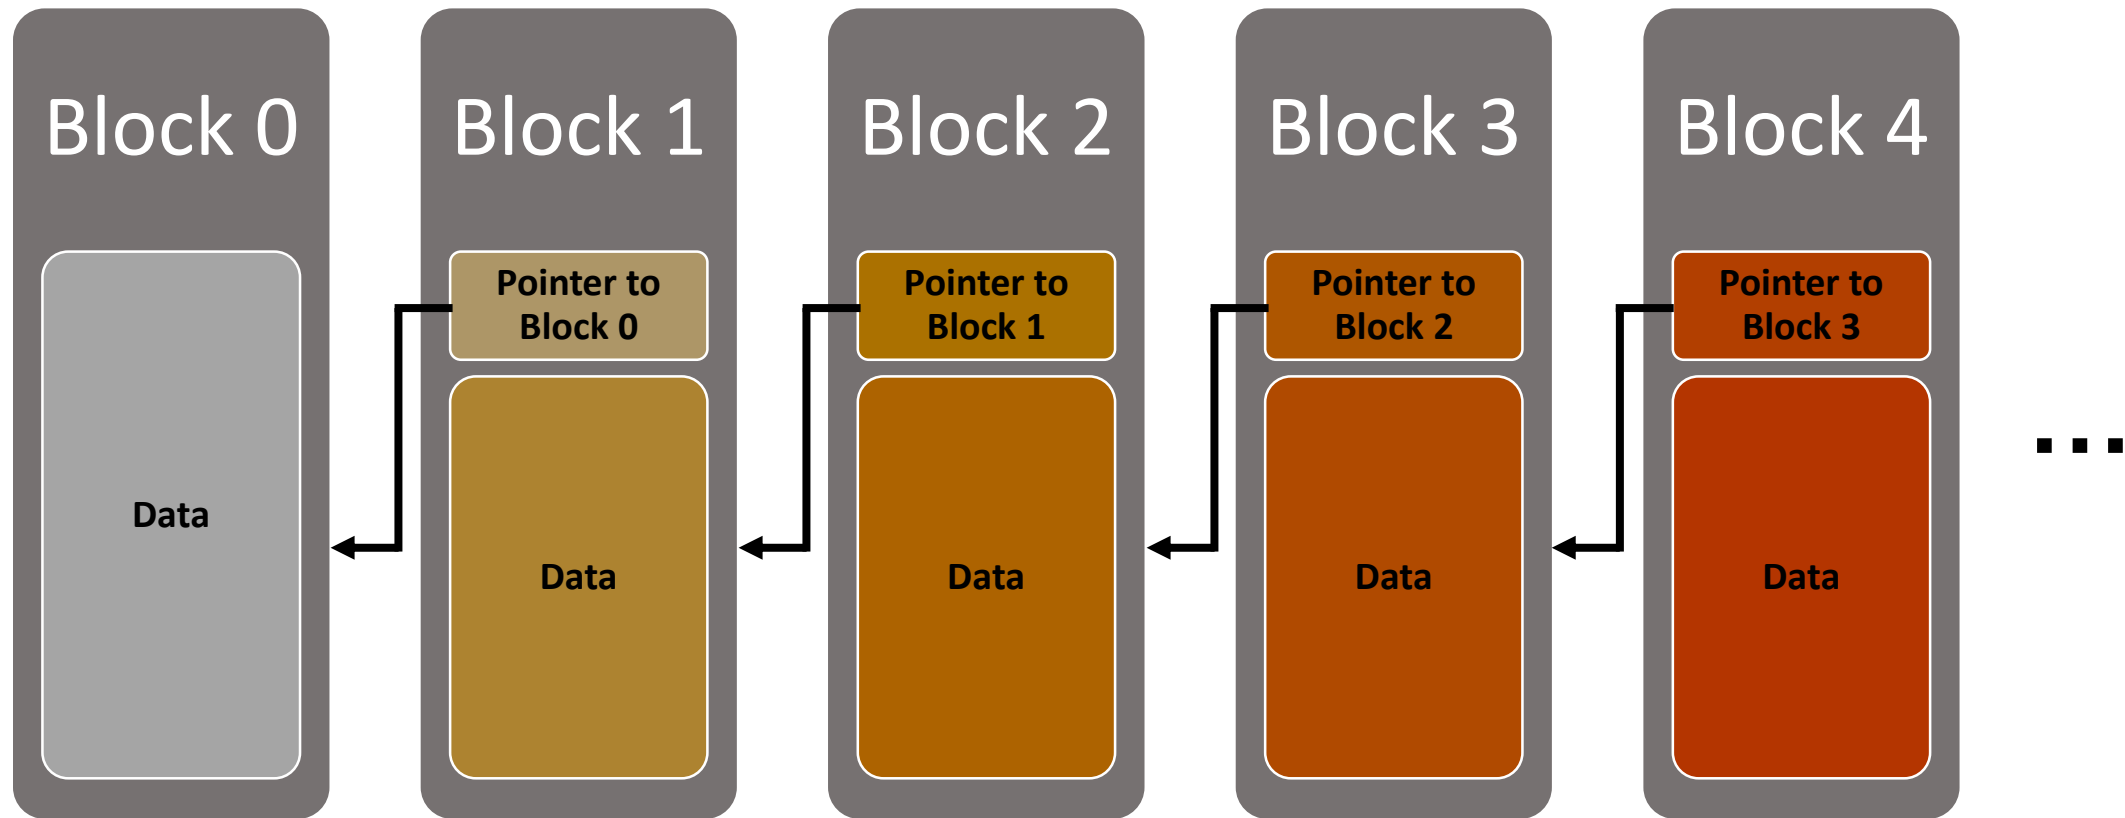 Block 0
Data
Block 1
Pointer to
Block 0
Data
Block 2
Pointer to
Block 1
Data
Block 3
Pointer to
Block 2
Data
Block 4
Pointer to
Block 3
Data
...